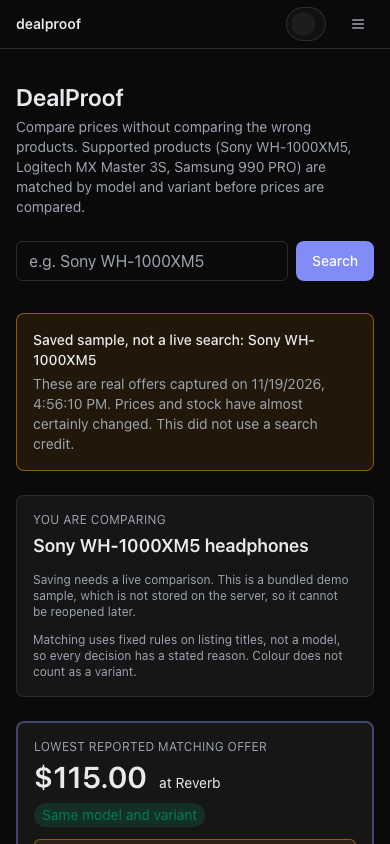 dealproof
DealProof
Compare prices without comparing the wrong
products. Supported products (Sony WH-1000XM5,
Logitech MX Master 3S, Samsung 990 PRO) are
matched by model and variant before prices are
compared.
e.g. Sony WH-1000XM5
Search
Saved sample, not a live search: Sony WH-
1000XM5
These are real offers captured on 11/19/2026,
4:56:10 PM. Prices and stock have almost
certainly changed. This did not use a search
credit.
YOU ARE COMPARING
Sony WH-1000XM5 headphones
Saving needs a live comparison. This is a bundled demo
sample, which is not stored on the server, so it cannot
be reopened later.
Matching uses fixed rules on listing titles, not a model,
so every decision has a stated reason. Colour does not
count as a variant.
LOWEST REPORTED MATCHING OFFER
$115.00 at Reverb
Same model and variant